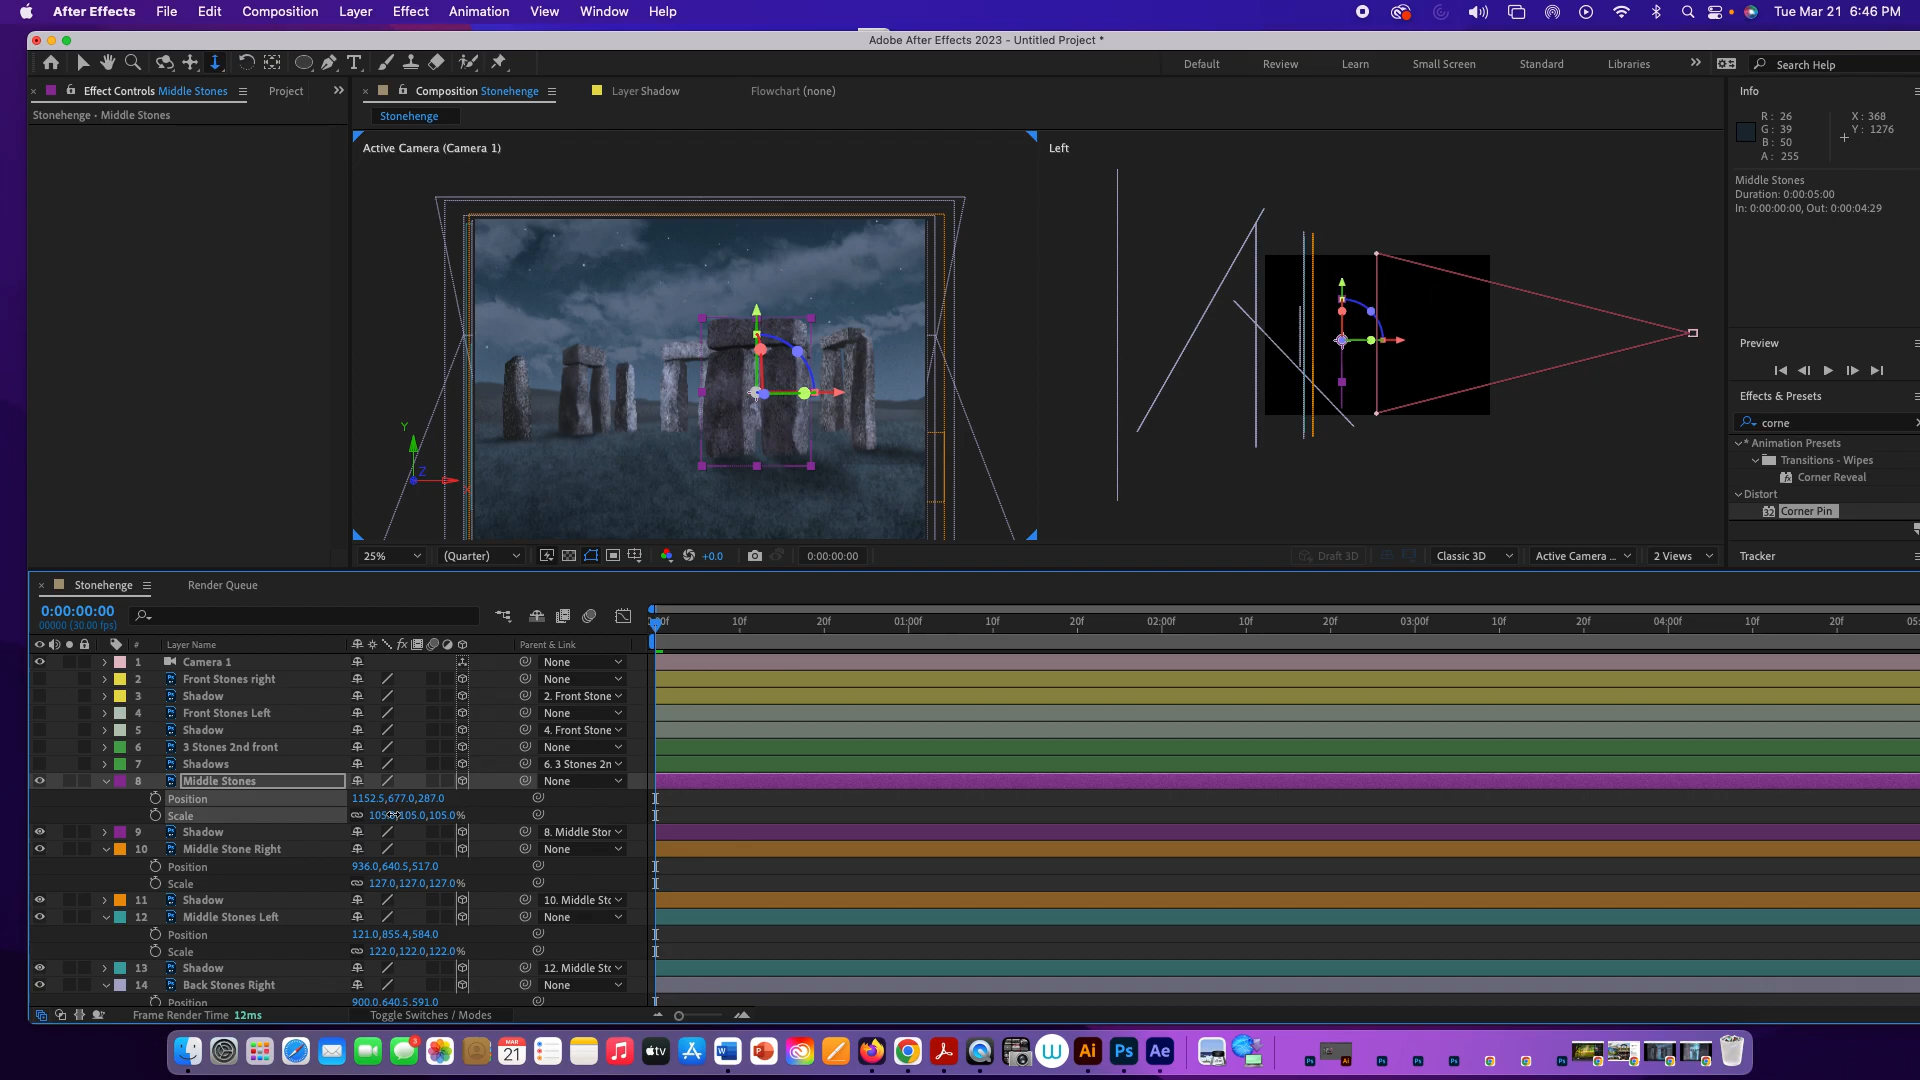 After Effects File Edit Composition Layer Effect Animation View Window Help Tue Mar 21 6:46 PM
Adobe After Effects 2023 - Untitled Project *
Default Review Learn Small Screen Standard Libraries Search Help
Effect Controls Middle Stones Project
Composition Stonehenge Layer Shadow Flowchart (none)
Info
Stonehenge • Middle Stones
Stonehenge
R: 26
G: 39
B: 50
A: 255
X: 368
Y: 1276
Active Camera (Camera 1)
Left
Middle Stones
Duration: 0:00:05:00
In: 0:00:00:00, Out: 0:00:04:29
Preview
Effects & Presets
corne
* Animation Presets
Transitions - Wipes
Corner Reveal
Distort
32 Corner Pin
Tracker
Y
Z
X
25% (Quarter) +0.0 0:00:00:00 Draft 3D Classic 3D Active Camera ... 2 Views
Stonehenge Render Queue
0:00:00:00
00000 (30.00 fps)
10f 20f 01:00f 10f 20f 02:00f 10f 20f 03:00f 10f 20f 04:00f 10f 20f
# Layer Name Parent & Link
1 Camera 1 None
2 Front Stones right None
3 Shadow 2. Front Stone
4 Front Stones Left None
5 Shadow 4. Front Stone
6 3 Stones 2nd front None
7 Shadows 6. 3 Stones 2n
8 Middle Stones None
Position 1152.5,677.0,287.0
Scale 105.0,105.0%
9 Shadow 8. Middle Stor
10 Middle Stone Right None
Position 936.0,640.5,517.0
Scale 127.0,127.0,127.0%
11 Shadow 10. Middle Stc
12 Middle Stones Left None
Position 121.0,855.4,584.0
Scale 122.0,122.0,122.0%
13 Shadow 12. Middle Stc
14 Back Stones Right None
Position 900.0,640.5,591.0
Frame Render Time 12ms Toggle Switches / Modes
3 MAR 21 tv W Ai Ps Ae